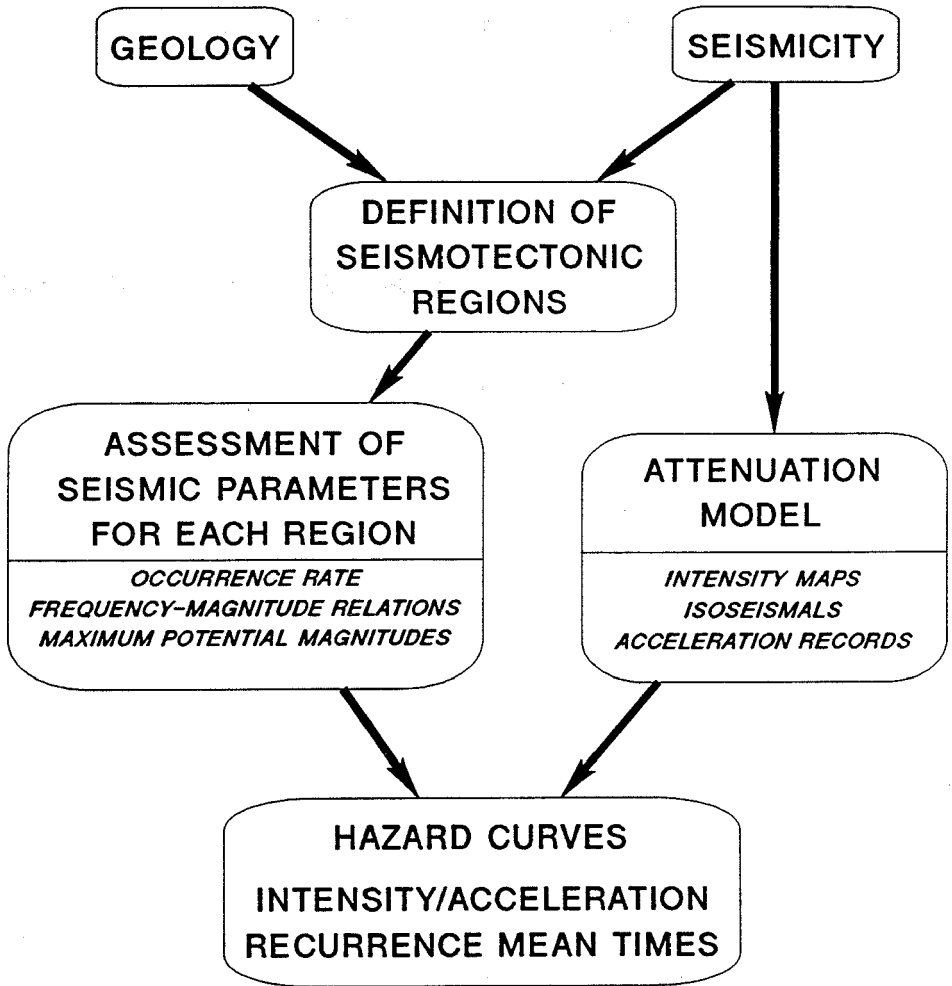 GEOLOGY
SEISMICITY
DEFINITION OF
SEISMOTECTONIC
REGIONS
ASSESSMENT OF
SEISMIC PARAMETERS
FOR EACH REGION
OCCURRENCE RATE
FREQUENCY-MAGNITUDE RELATIONS
MAXIMUM POTENTIAL MAGNITUDES
ATTENUATION
MODEL
INTENSITY MAPS
ISOSEISMALS
ACCELERATION RECORDS
HAZARD CURVES
INTENSITY/ACCELERATION
RECURRENCE MEAN TIMES